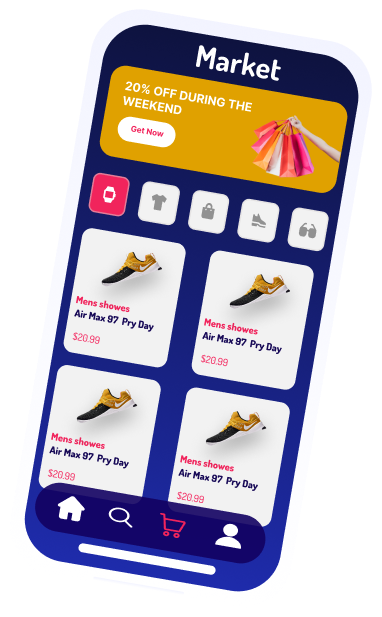 Market
20% OFF DURING THE
WEEKEND
Get Now
Mens showes
Air Max 97 Pry Day
$20.99
Mens showes
Air Max 97 Pry Day
$20.99
Mens showes
Air Max 97 Pry Day
$20.99
Mens showes
Air Max 97 Pry Day
$20.99